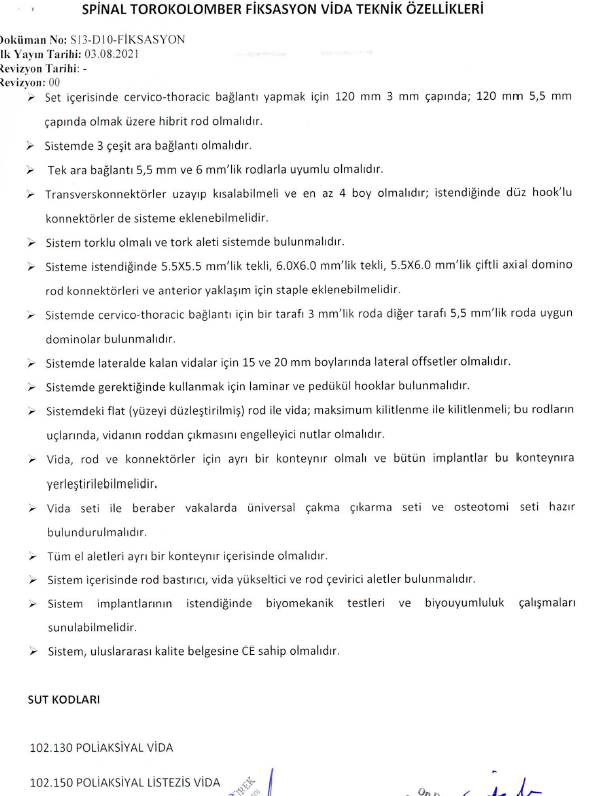 SPINAL TOROKOLOMBER FİKSASYON VİDA TEKNİK ÖZELLİKLERİ
Doküman No: S13-D10-FİKSASYON
İlk Yayın Tarihi: 03.08.2021
Revizyon Tarihi: -
Revizyon: 00
➢ Set içerisinde cervico-thoracic bağlantı yapmak için 120 mm 3 mm çapında; 120 mm 5,5 mm
çapında olmak üzere hibrit rod olmalıdır.
➢ Sistemde 3 çeşit ara bağlantı olmalıdır.
➢ Tek ara bağlantı 5,5 mm ve 6 mm'lik rodlarla uyumlu olmalıdır.
➢ Transverskonnektörler uzayıp kısalabilmeli ve en az 4 boy olmalıdır; istendiğinde düz hook'lu
konnektörler de sisteme eklenebilmelidir.
➢ Sistem torklu olmalı ve tork aleti sistemde bulunmalıdır.
➢ Sisteme istendiğinde 5.5X5.5 mm'lik tekli, 6.0X6.0 mm'lik tekli, 5.5X6.0 mm'lik çiftli axial domino
rod konnektörleri ve anterior yaklaşım için staple eklenebilmelidir.
➢ Sistemde cervico-thoracic bağlantı için bir tarafı 3 mm'lik roda diğer tarafı 5,5 mm'lik roda uygun
dominolar bulunmalıdır.
➢ Sistemde lateralde kalan vidalar için 15 ve 20 mm boylarında lateral offsetler olmalıdır.
➢ Sistemde gerektiğinde kullanmak için laminar ve pedükül hooklar bulunmalıdır.
➢ Sistemdeki flat (yüzeyi düzleştirilmiş) rod ile vida; maksimum kilitlenme ile kilitlenmeli; bu rodların
uçlarında, vidanın roddan çıkmasını engelleyici nutlar olmalıdır.
➢ Vida, rod ve konnektörler için ayrı bir konteynır olmalı ve bütün implantlar bu konteynıra
yerleştirilebilmelidir.
➢ Vida seti ile beraber vakalarda üniversal çakma çıkarma seti ve osteotomi seti hazır
bulundurulmalıdır.
➢ Tüm el aletleri ayrı bir konteynır içerisinde olmalıdır.
➢ Sistem içerisinde rod bastırıcı, vida yükseltici ve rod çevirici aletler bulunmalıdır.
➢ Sistem implantlarının istendiğinde biyomekanik testleri ve biyouyumluluk çalışmaları
sunulabilmelidir.
➢ Sistem, uluslararası kalite belgesine CE sahip olmalıdır.
SUT KODLARI
102.130 POLİAKSİYAL VİDA
102.150 POLİAKSİYAL LİSTEZİS VİDA